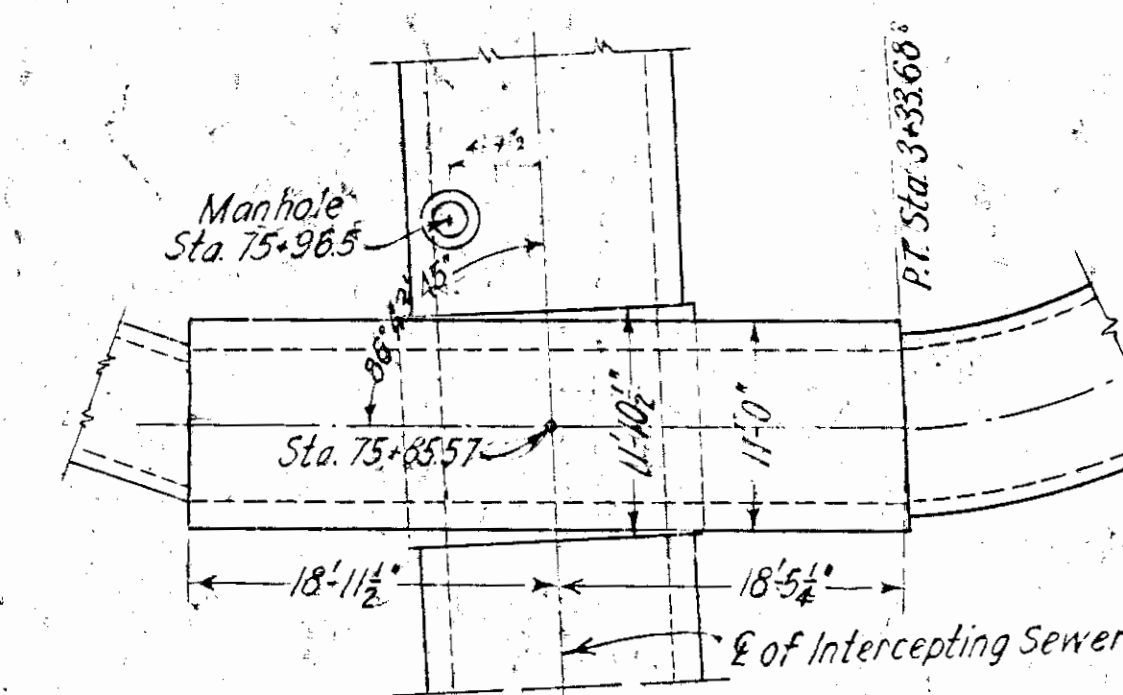 P.T. Sta. 3+33.68
Manhole
Sta. 75+96.5
Sta. 75+85.57
11'-10½"
11'-0"
18'-11½"
18'-5¼"
℄ of Intercepting Sewer